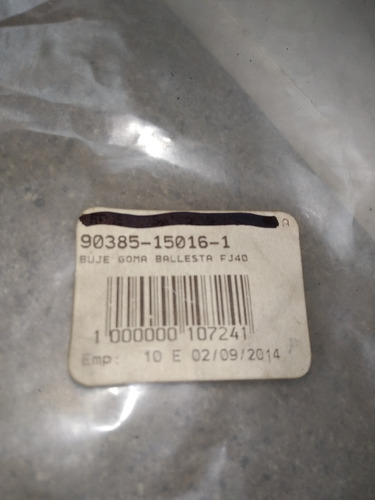 A
90385-15016-1
BUJE GOMA BALLESTA FJ40
1 000000 107241
Emp: 10 E 02/09/2014